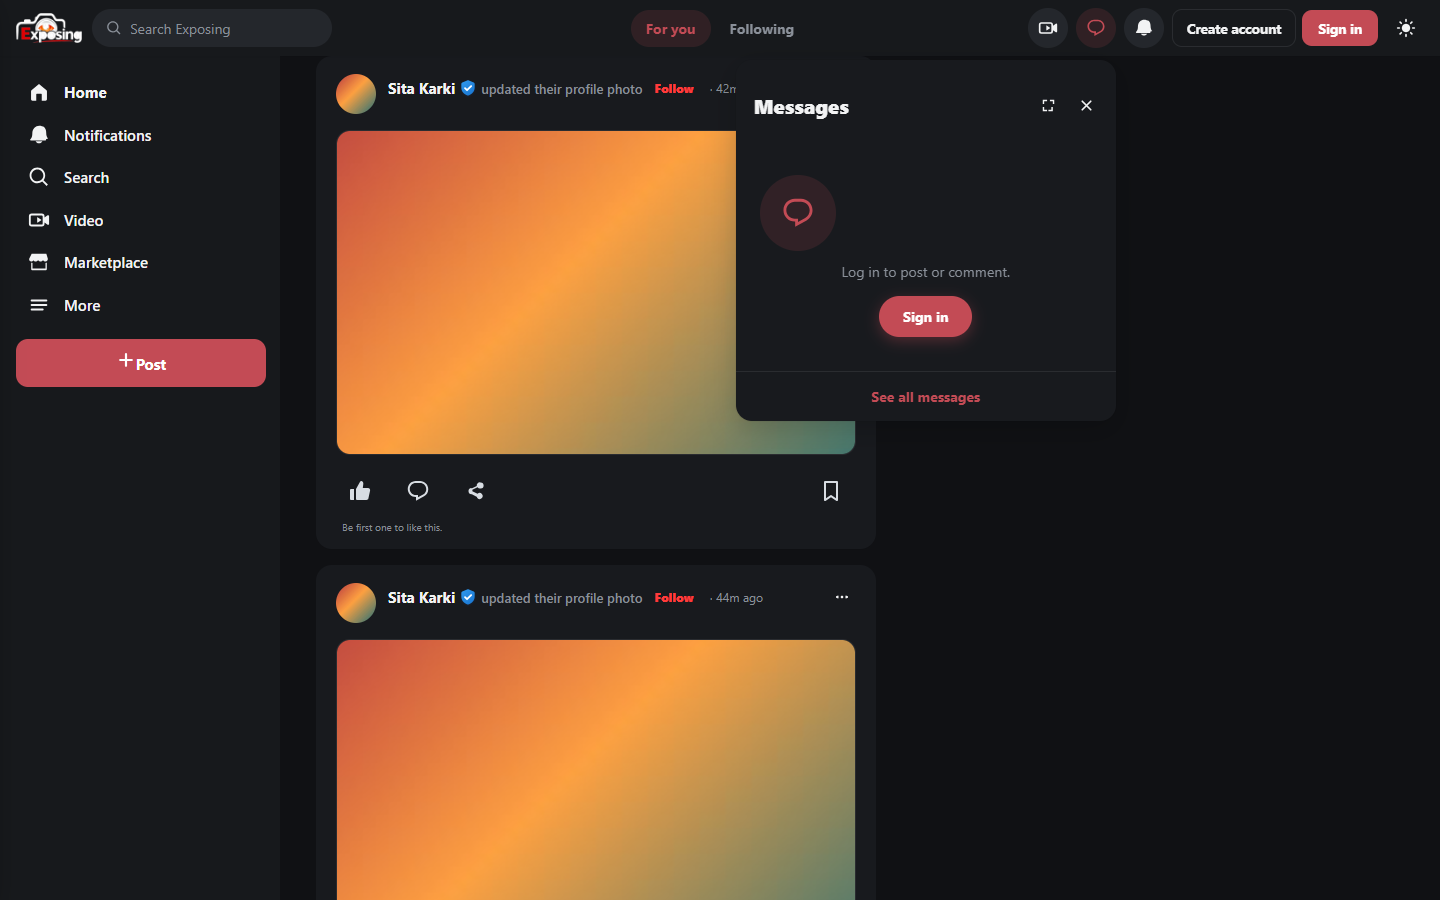 Exposing
Search Exposing
For you
Following
Create account
Sign in
Home
Notifications
Search
Video
Marketplace
More
Post
Sita Karki updated their profile photo Follow · 42m
Messages
Log in to post or comment.
Sign in
See all messages
Be first one to like this.
Sita Karki updated their profile photo Follow · 44m ago